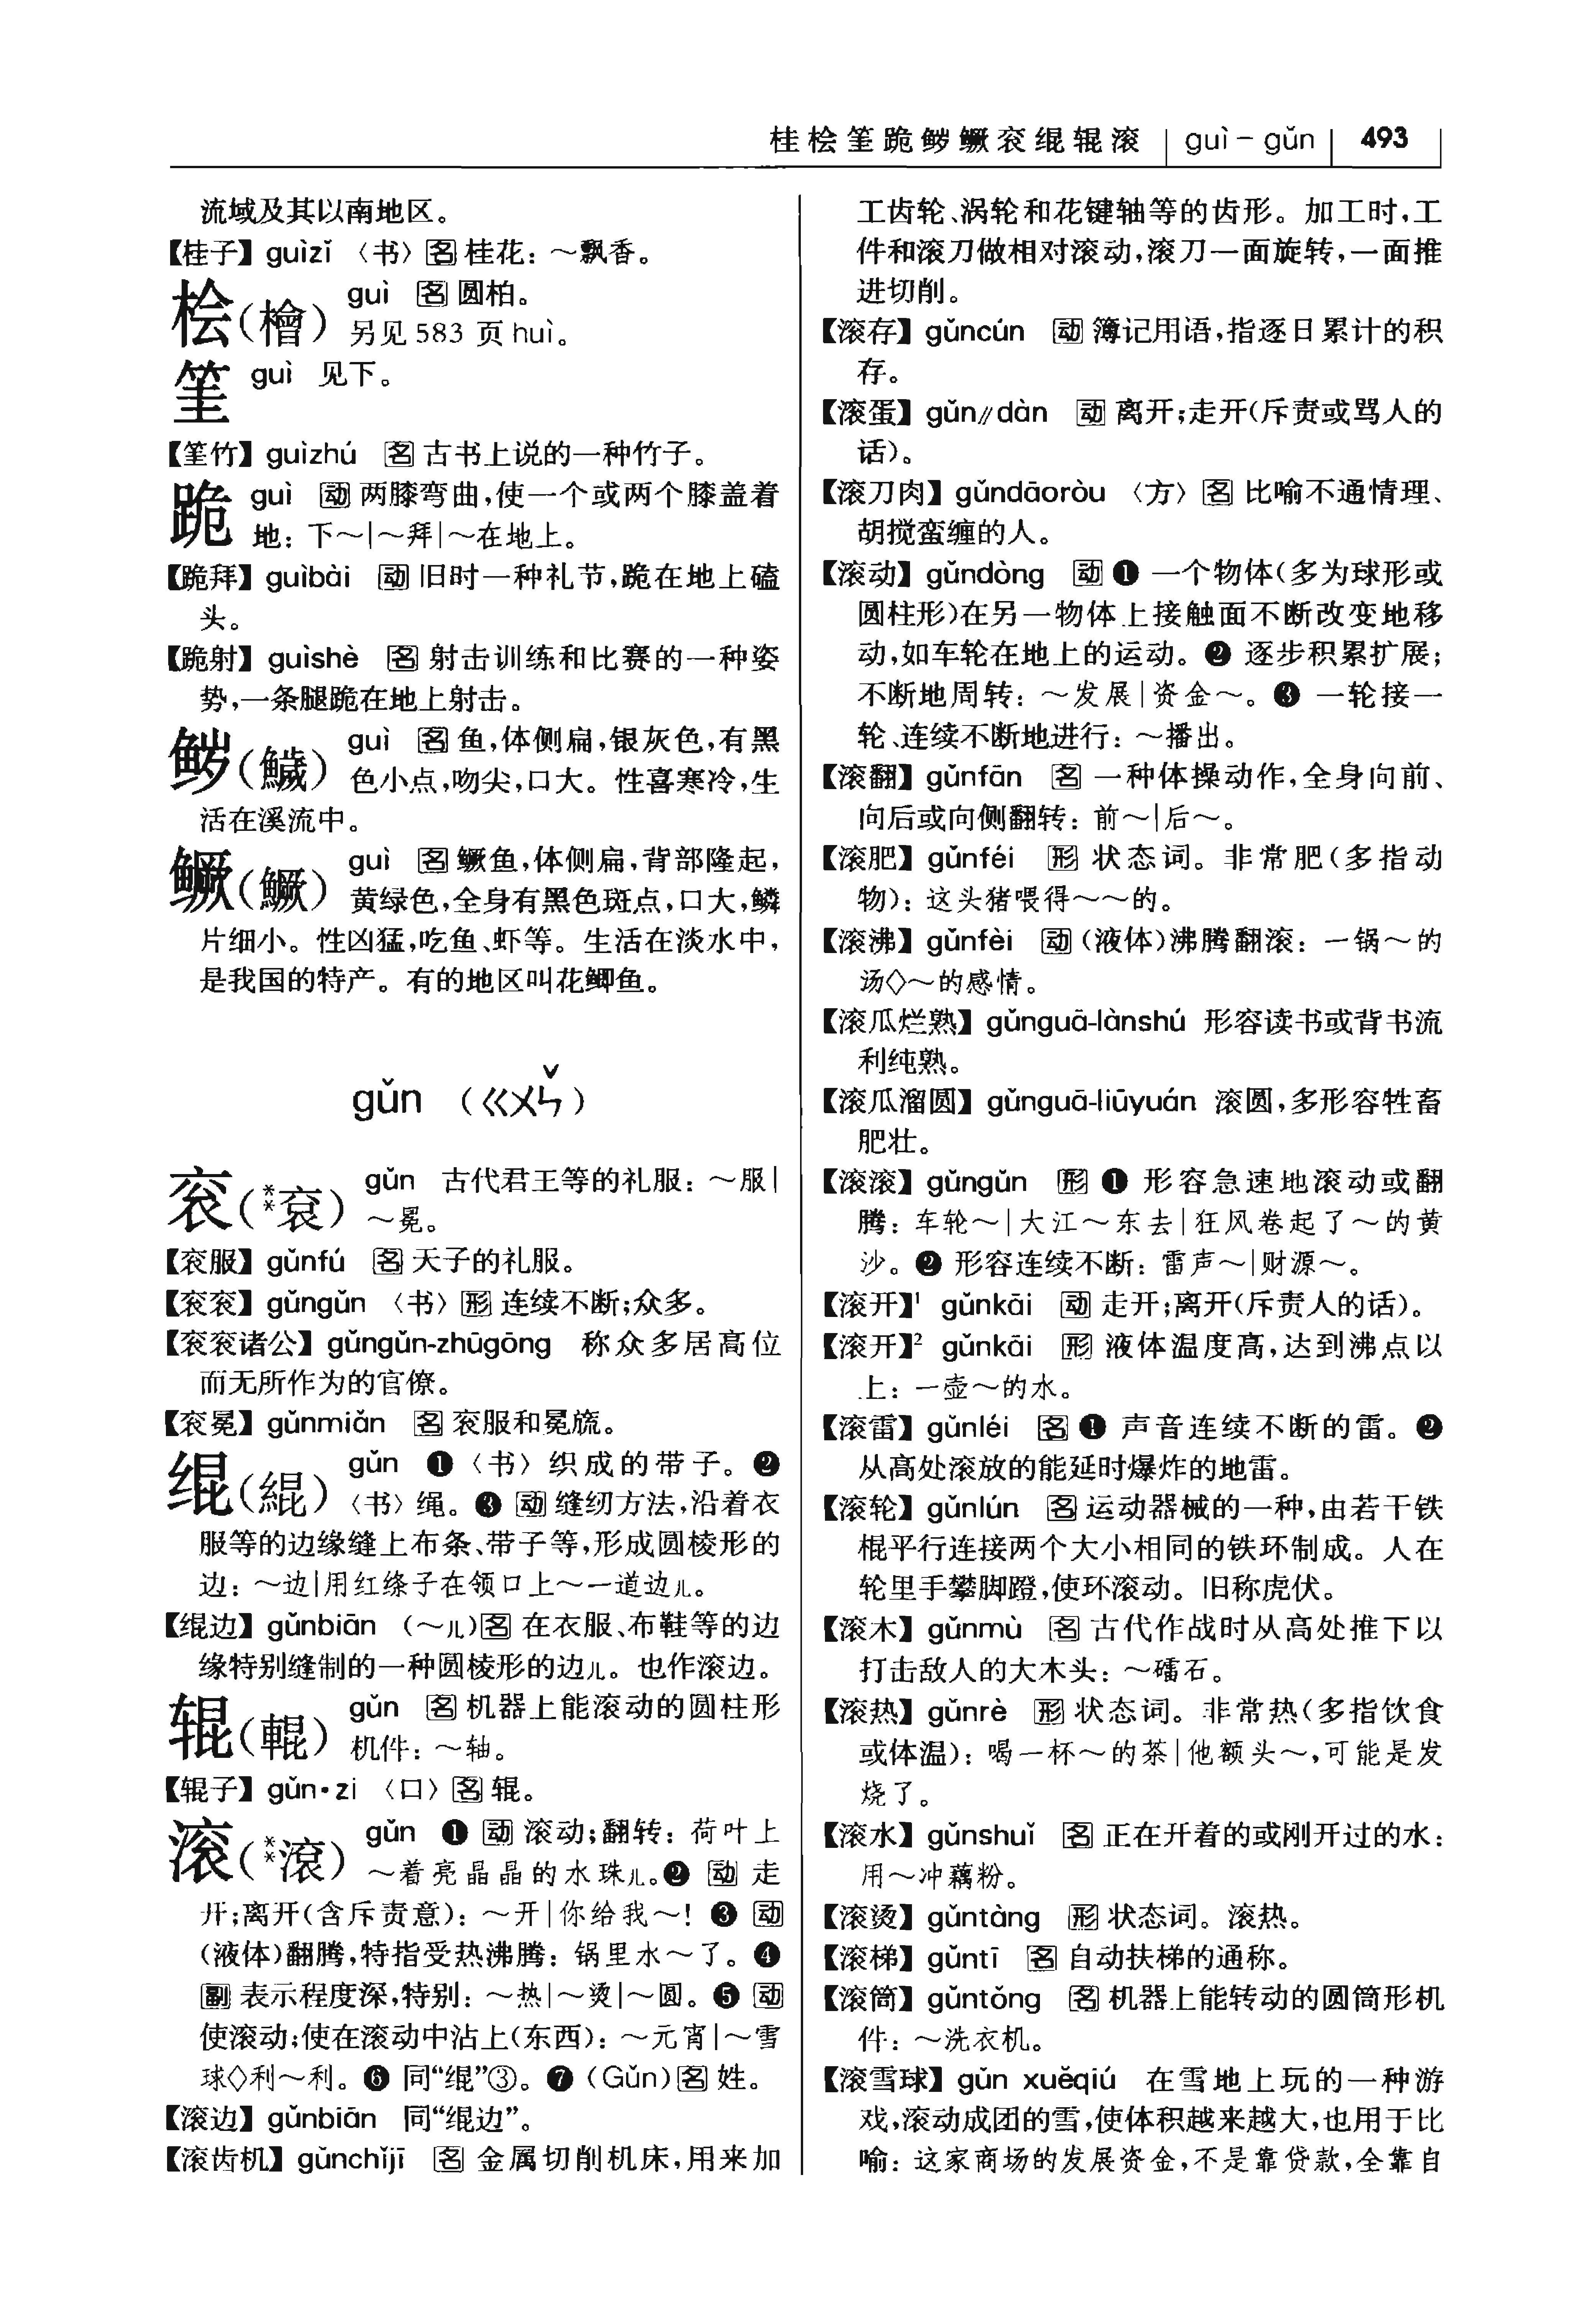 桂桧筀跪鲅鳜衮绲辊滚 guì－gǔn 493
流域及其以南地区。
【桂子】guìzǐ 〈书〉名 桂花：～飘香。
桧(檜) guì 名 圆柏。
另见 583 页 huì。
筀 guì 见下。
【筀竹】guìzhú 名 古书上说的一种竹子。
跪 guì 动 两膝弯曲,使一个或两个膝盖着
地：下～|～拜|～在地上。
【跪拜】guìbài 动 旧时一种礼节,跪在地上磕
头。
【跪射】guìshè 名 射击训练和比赛的一种姿
势,一条腿跪在地上射击。
鳜(鱥) guì 名 鱼,体侧扁,银灰色,有黑
色小点,吻尖,口大。性喜寒冷,生
活在溪流中。
鳜(鱖) guì 名 鳜鱼,体侧扁,背部隆起,
黄绿色,全身有黑色斑点,口大,鳞
片细小。性凶猛,吃鱼、虾等。生活在淡水中,
是我国的特产。有的地区叫花鲫鱼。
gǔn （ㄍㄨㄣˇ）
衮(**袞) gǔn 古代君王等的礼服：～服|
～冕。
【衮服】gǔnfú 名 天子的礼服。
【衮衮】gǔngǔn 〈书〉形 连续不断;众多。
【衮衮诸公】gǔngǔn-zhūgōng 称众多居高位
而无所作为的官僚。
【衮冕】gǔnmiǎn 名 衮服和冕旒。
绲(緄) gǔn ❶〈书〉织成的带子。❷
〈书〉绳。❸ 动 缝纫方法,沿着衣
服等的边缘缝上布条、带子等,形成圆棱形的
边：～边|用红绦子在领口上～一道边儿。
【绲边】gǔnbiān (～儿)名 在衣服、布鞋等的边
缘特别缝制的一种圆棱形的边儿。也作滚边。
辊(輥) gǔn 名 机器上能滚动的圆柱形
机件：～轴。
【辊子】gǔn·zi 〈口〉名 辊。
滚(**滾) gǔn ❶ 动 滚动;翻转：荷叶上
～着亮晶晶的水珠儿。❷ 动 走
开;离开(含斥责意)：～开|你给我～! ❸ 动
(液体)翻腾,特指受热沸腾：锅里水～了。❹
副 表示程度深,特别：～热|～烫|～圆。❺ 动
使滚动;使在滚动中沾上(东西)：～元宵|～雪
球◇利～利。❻ 同“绲”③。❼ (Gǔn)名 姓。
【滚边】gǔnbiān 同“绲边”。
【滚齿机】gǔnchǐjī 名 金属切削机床,用来加
工齿轮、涡轮和花键轴等的齿形。加工时,工
件和滚刀做相对滚动,滚刀一面旋转,一面推
进切削。
【滚存】gǔncún 动 簿记用语,指逐日累计的积
存。
【滚蛋】gǔn∥dàn 动 离开;走开(斥责或骂人的
话)。
【滚刀肉】gǔndāoròu 〈方〉名 比喻不通情理、
胡搅蛮缠的人。
【滚动】gǔndòng 动 ❶ 一个物体(多为球形或
圆柱形)在另一物体上接触面不断改变地移
动,如车轮在地上的运动。❷ 逐步积累扩展;
不断地周转：～发展|资金～。❸ 一轮接一
轮、连续不断地进行：～播出。
【滚翻】gǔnfān 名 一种体操动作,全身向前、
向后或向侧翻转：前～|后～。
【滚肥】gǔnféi 形 状态词。非常肥(多指动
物)：这头猪喂得～～的。
【滚沸】gǔnfèi 动 (液体)沸腾翻滚：一锅～的
汤◇～的感情。
【滚瓜烂熟】gǔnguā-lànshú 形容读书或背书流
利纯熟。
【滚瓜溜圆】gǔnguā-liūyuán 滚圆,多形容牲畜
肥壮。
【滚滚】gǔngǔn 形 ❶ 形容急速地滚动或翻
腾：车轮～|大江～东去|狂风卷起了～的黄
沙。❷ 形容连续不断：雷声～|财源～。
【滚开】¹ gǔnkāi 动 走开;离开(斥责人的话)。
【滚开】² gǔnkāi 形 液体温度高,达到沸点以
上：一壶～的水。
【滚雷】gǔnléi 名 ❶ 声音连续不断的雷。❷
从高处滚放的能延时爆炸的地雷。
【滚轮】gǔnlún 名 运动器械的一种,由若干铁
棍平行连接两个大小相同的铁环制成。人在
轮里手攀脚蹬,使环滚动。旧称虎伏。
【滚木】gǔnmù 名 古代作战时从高处推下以
打击敌人的大木头：～礌石。
【滚热】gǔnrè 形 状态词。非常热(多指饮食
或体温)：喝一杯～的茶|他额头～,可能是发
烧了。
【滚水】gǔnshuǐ 名 正在开着的或刚开过的水：
用～冲藕粉。
【滚烫】gǔntàng 形 状态词。滚热。
【滚梯】gǔntī 名 自动扶梯的通称。
【滚筒】gǔntǒng 名 机器上能转动的圆筒形机
件：～洗衣机。
【滚雪球】gǔn xuěqiú 在雪地上玩的一种游
戏,滚动成团的雪,使体积越来越大,也用于比
喻：这家商场的发展资金,不是靠贷款,全靠自